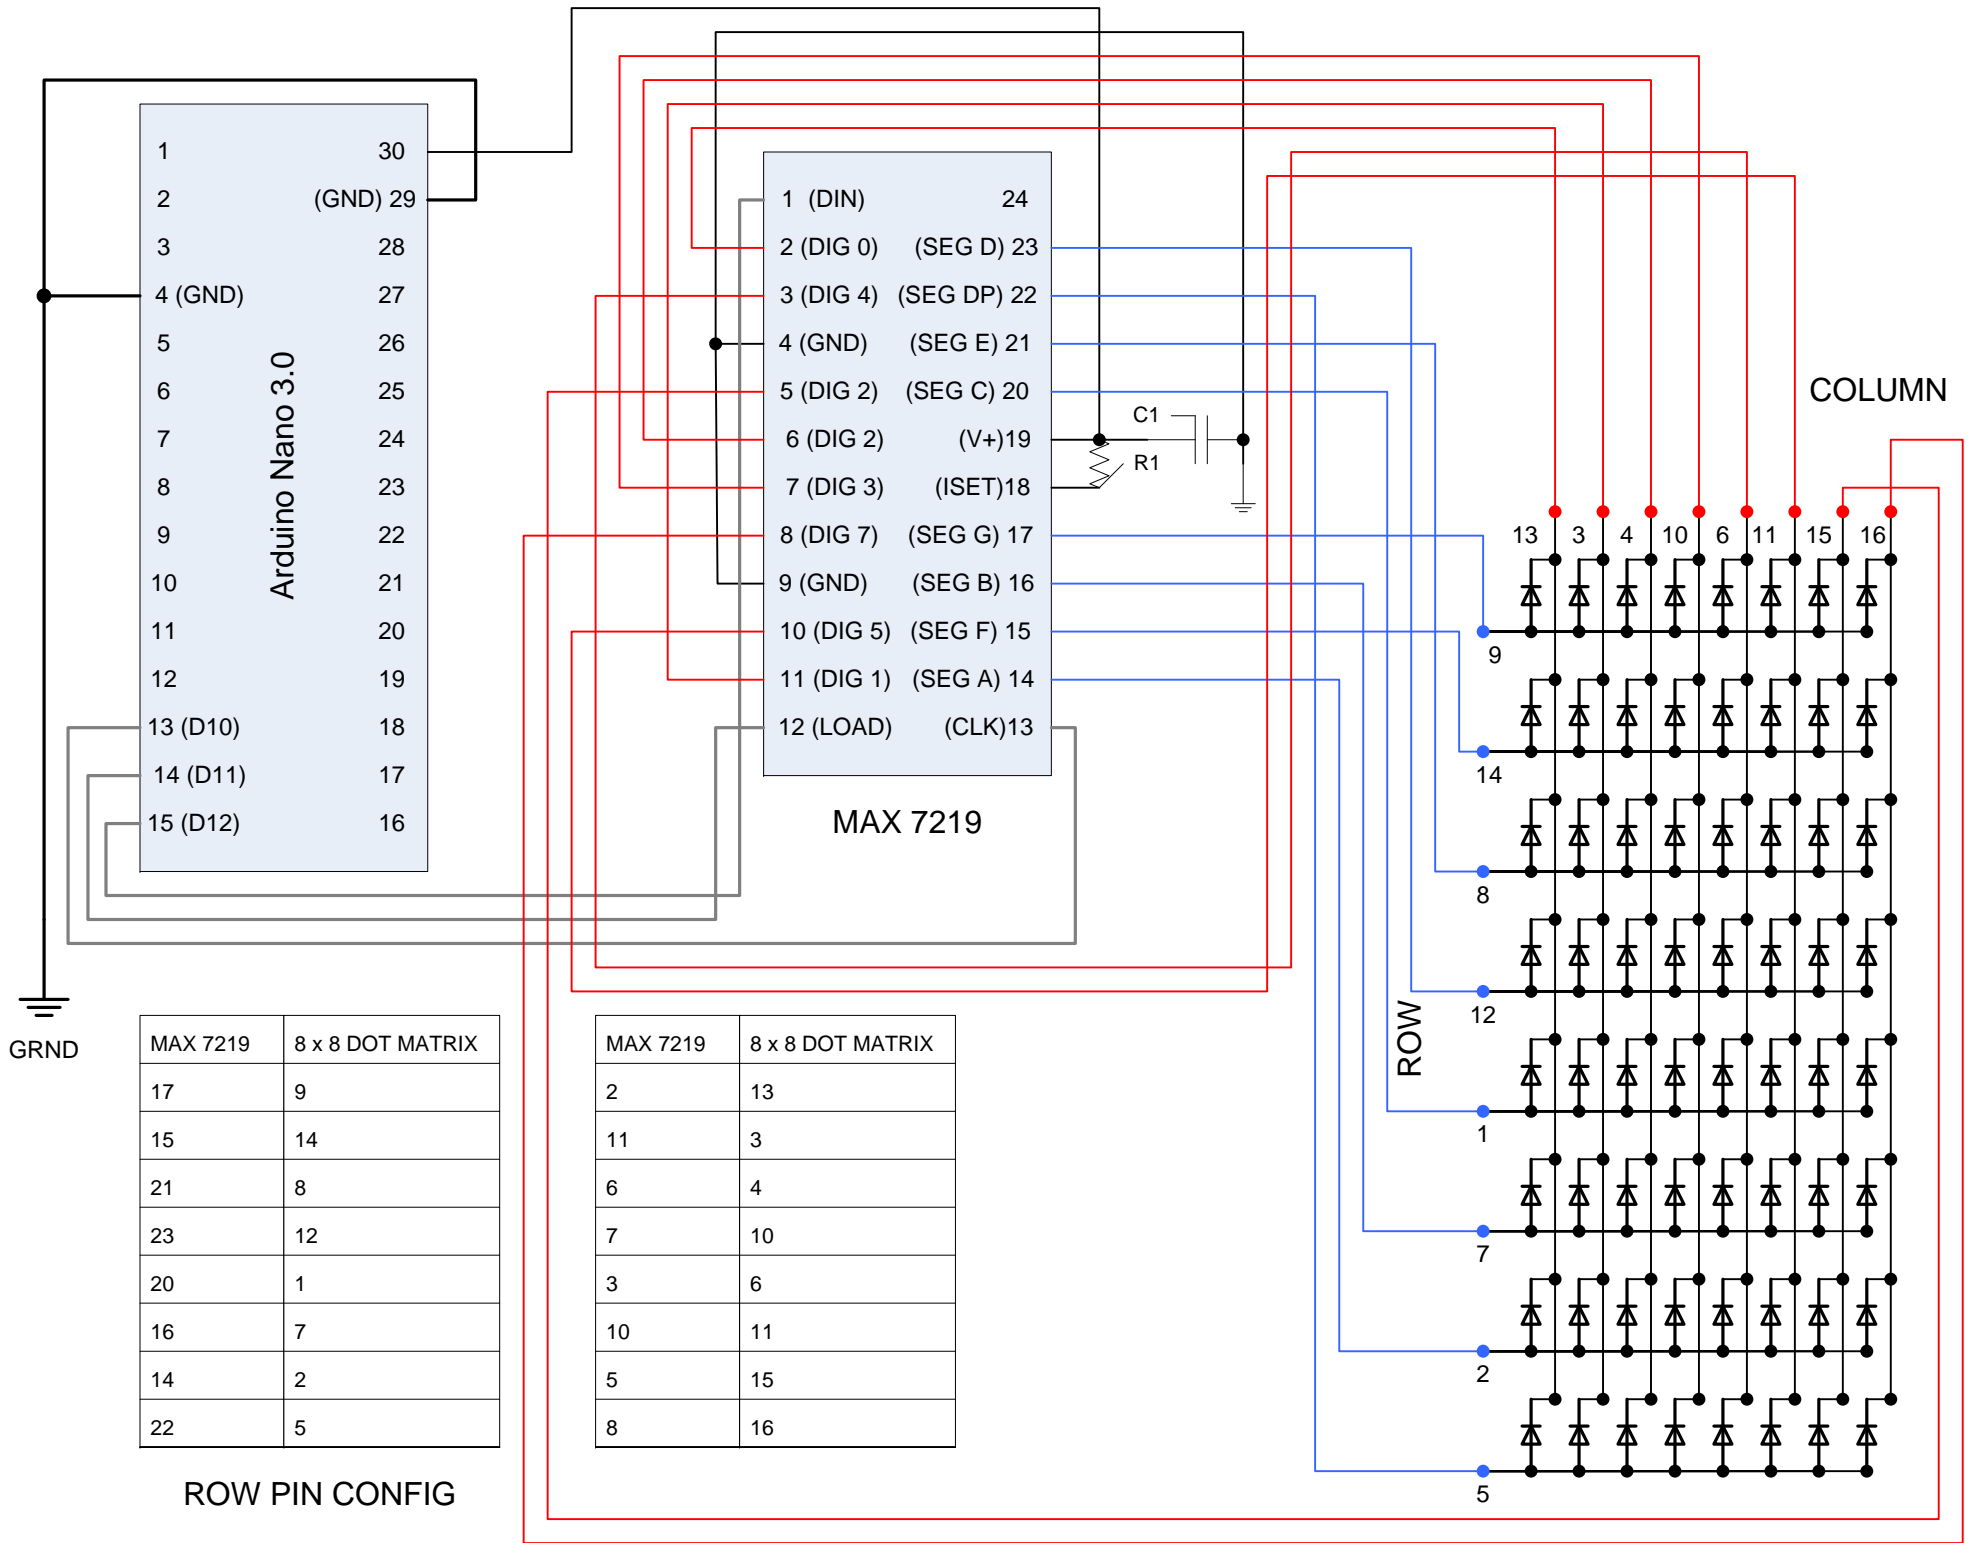 1 30
2 (GND) 29
3 28
4 (GND) 27
5 26
6 25
7 24
8 23
9 22
10 21
11 20
12 19
13 (D10) 18
14 (D11) 17
15 (D12) 16
Arduino Nano 3.0
GRND
1 (DIN) 24
2 (DIG 0) (SEG D) 23
3 (DIG 4) (SEG DP) 22
4 (GND) (SEG E) 21
5 (DIG 2) (SEG C) 20
6 (DIG 2) (V+)19
7 (DIG 3) (ISET)18
8 (DIG 7) (SEG G) 17
9 (GND) (SEG B) 16
10 (DIG 5) (SEG F) 15
11 (DIG 1) (SEG A) 14
12 (LOAD) (CLK)13
MAX 7219
C1
R1
COLUMN
13 3 4 10 6 11 15 16
9
14
8
12
1
7
2
5
ROW
MAX 7219 8 x 8 DOT MATRIX
17 9
15 14
21 8
23 12
20 1
16 7
14 2
22 5
ROW PIN CONFIG
MAX 7219 8 x 8 DOT MATRIX
2 13
11 3
6 4
7 10
3 6
10 11
5 15
8 16